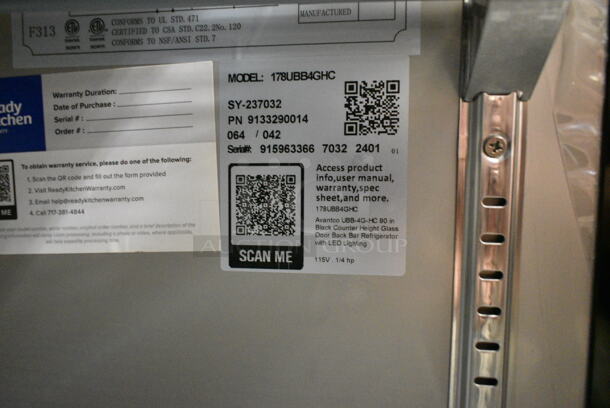 F313
CONFORMS TO UL STD. 471
CERTIFIED TO CSA STD. C22.2No. 120
CONFORMS TO NSF/ANSI STD. 7
MANUFACTURED
Warranty Duration:
Date of Purchase :
Serial # :
Order # :
To obtain warranty service, please do one of the following:
1. Scan the QR code and fill out the form provided
2. Visit ReadyKitchenWarranty.com
3. Email help@readykitchenwarranty.com
4. Call 717-381-4844
MODEL: 178UBB4GHC
SY-237032
PN 9133290014
064 / 042
Serial#: 915963366 7032 2401 01
SCAN ME
Access product
info,user manual,
warranty,spec
sheet,and more.
178UBB4GHC
Avantco UBB-4G-HC 90 in
Black Counter Height Glass
Door Back Bar Refrigerator
with LED Lighting
115V . 1/4 hp
AUCTION GROUP